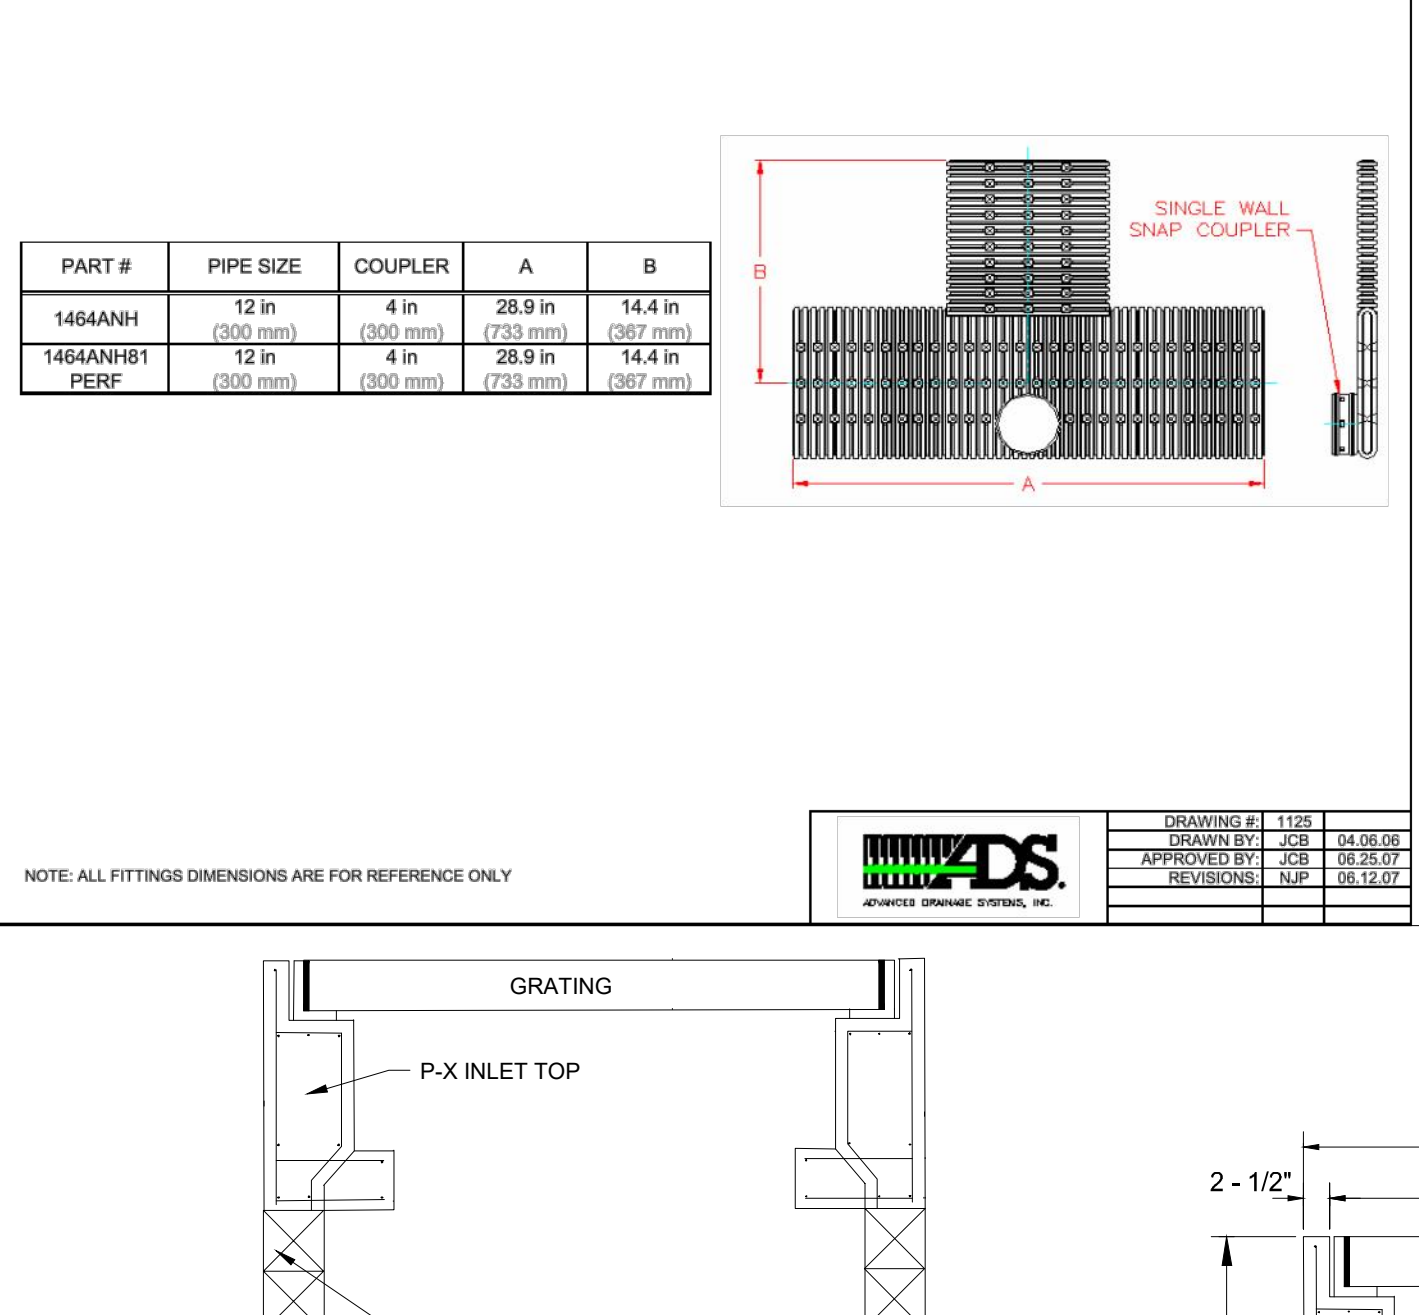 PART # PIPE SIZE COUPLER A B
1464ANH 12 in (300 mm) 4 in (300 mm) 28.9 in (733 mm) 14.4 in (367 mm)
1464ANH81 PERF 12 in (300 mm) 4 in (300 mm) 28.9 in (733 mm) 14.4 in (367 mm)
SINGLE WALL
SNAP COUPLER
B
A
NOTE: ALL FITTINGS DIMENSIONS ARE FOR REFERENCE ONLY
ADS.
ADVANCED DRAINAGE SYSTEMS, INC.
DRAWING #: 1125
DRAWN BY: JCB 04.06.06
APPROVED BY: JCB 06.25.07
REVISIONS: NJP 06.12.07
GRATING
P-X INLET TOP
2 - 1/2"